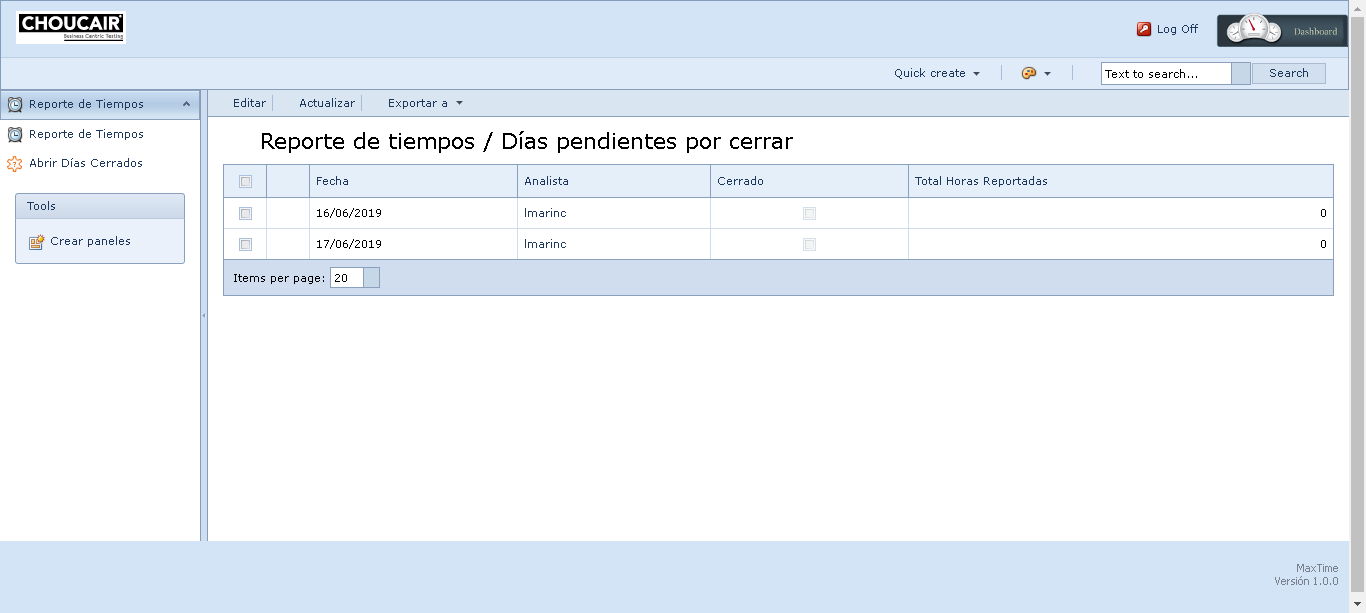 CHOUCAIR
Business Centric Testing
Log Off
Dashboard
Quick create
Text to search...
Search
Reporte de Tiempos
Reporte de Tiempos
Abrir Días Cerrados
Tools
Crear paneles
Editar
Actualizar
Exportar a
Reporte de tiempos / Días pendientes por cerrar
Fecha Analista Cerrado Total Horas Reportadas
16/06/2019 lmarinc 0
17/06/2019 lmarinc 0
Items per page: 20
MaxTime
Versión 1.0.0